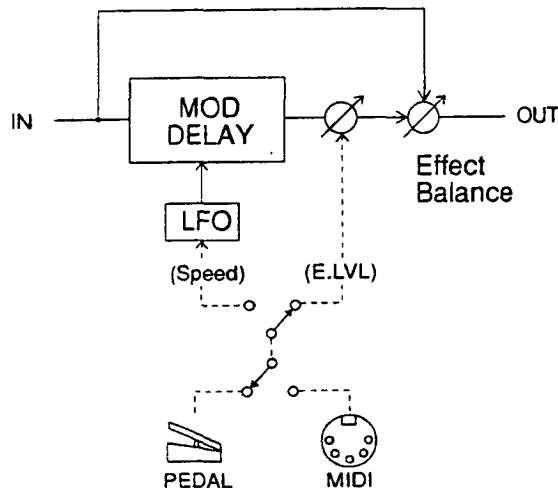 MOD
DELAY
IN
OUT
Effect
Balance
LFO
(Speed)
(E.LVL)
PEDAL
MIDI